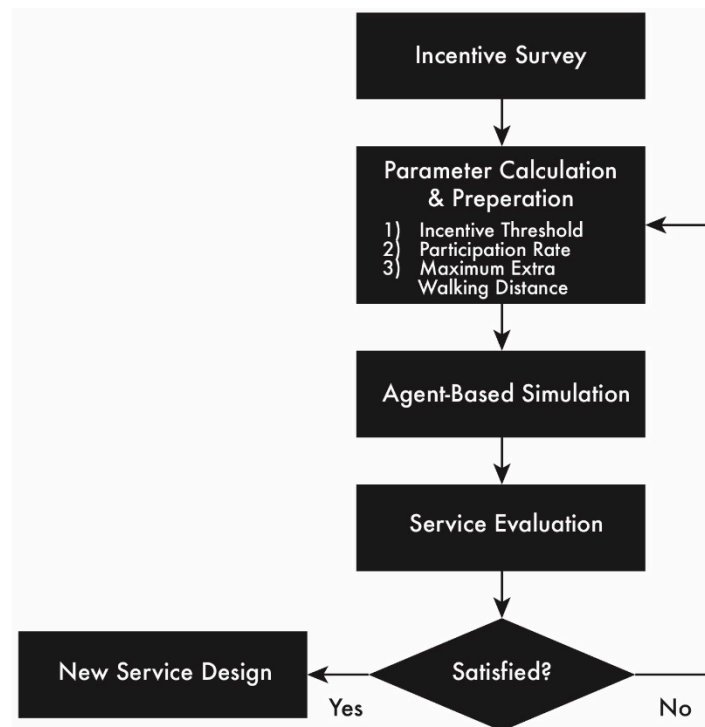 Incentive Survey
Parameter Calculation
& Preperation
1) Incentive Threshold
2) Participation Rate
3) Maximum Extra
Walking Distance
Agent-Based Simulation
Service Evaluation
New Service Design
Satisfied?
Yes
No